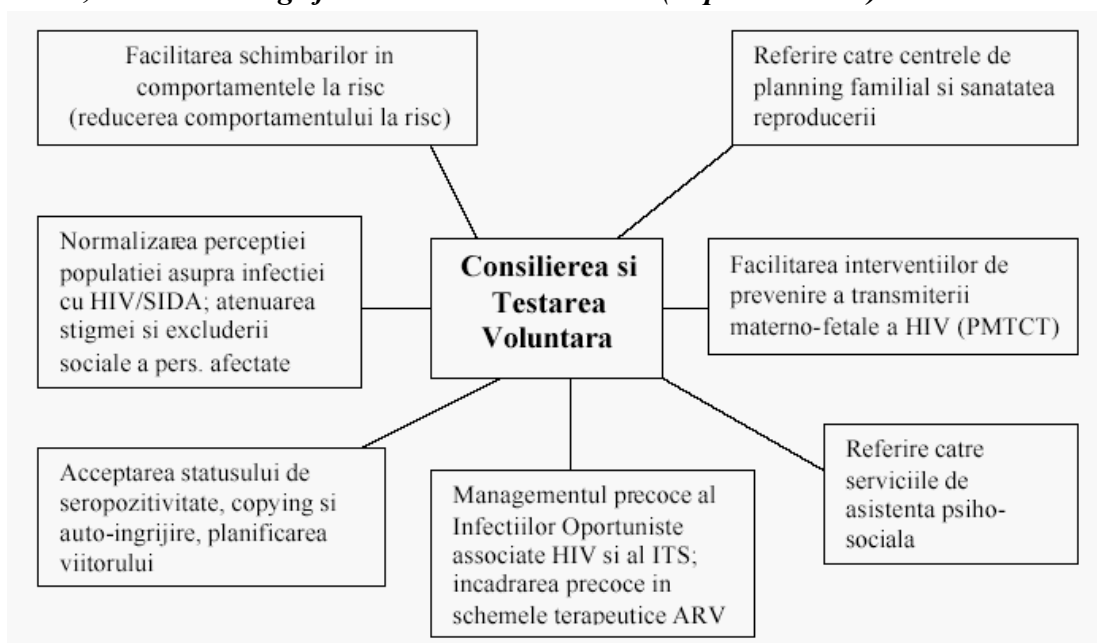 Facilitarea schimbarilor in
comportamentele la risc
(reducerea comportamentului la risc)
Referire catre centrele de
planning familial si sanatatea
reproducerii
Normalizarea perceptiei
populatiei asupra infectiei
cu HIV/SIDA; atenuarea
stigmei si excluderii
sociale a pers. afectate
Consilierea si
Testarea
Voluntara
Facilitarea interventiilor de
prevenire a transmiterii
materno-fetale a HIV (PMTCT)
Acceptarea statusului de
seropozitivitate, copying si
auto-ingrijire, planificarea
viitorului
Managementul precoce al
Infectiilor Oportuniste
associate HIV si al ITS;
incadrarea precoce in
schemele terapeutice ARV
Referire catre
serviciile de
asistenta psiho-
sociala